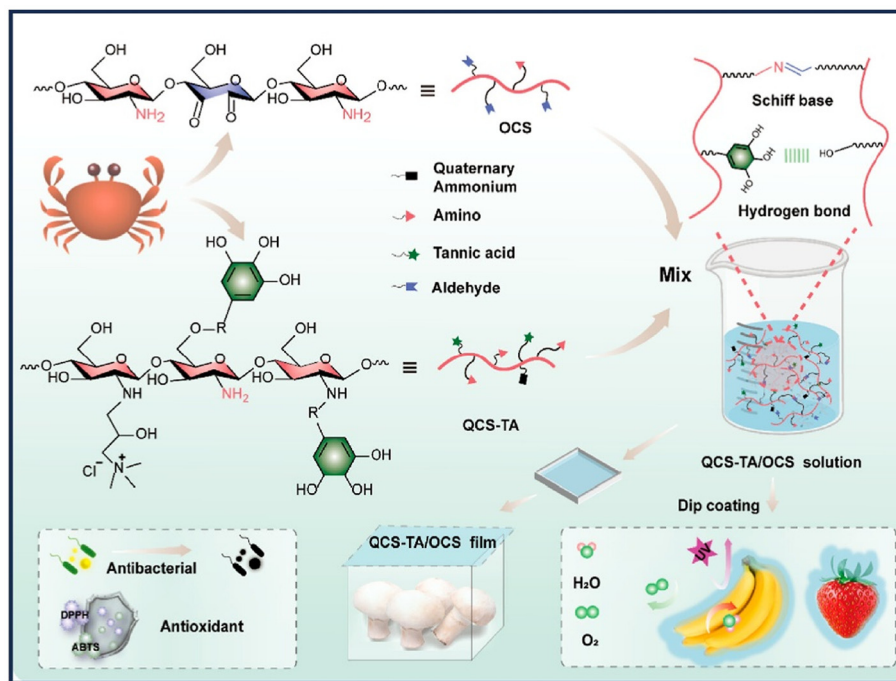 OH
OH
OH
O
O
O
O
O
O
HO
NH₂
O
O
HO
NH₂
≡
OCS
N
Schiff base
OH
OH
OH
HO
Hydrogen bond
Quaternary
Ammonium
Amino
Tannic acid
Aldehyde
Mix
OH
HO
OH
OH
O
R
OH
O
O
O
O
O
O
HO
NH
HO
NH₂
HO
NH
≡
QCS-TA
R
OH
Cl⁻
N⁺
OH
HO
OH
QCS-TA/OCS solution
Dip coating
QCS-TA/OCS film
Antibacterial
DPPH
ABTS
Antioxidant
UV
H₂O
O₂